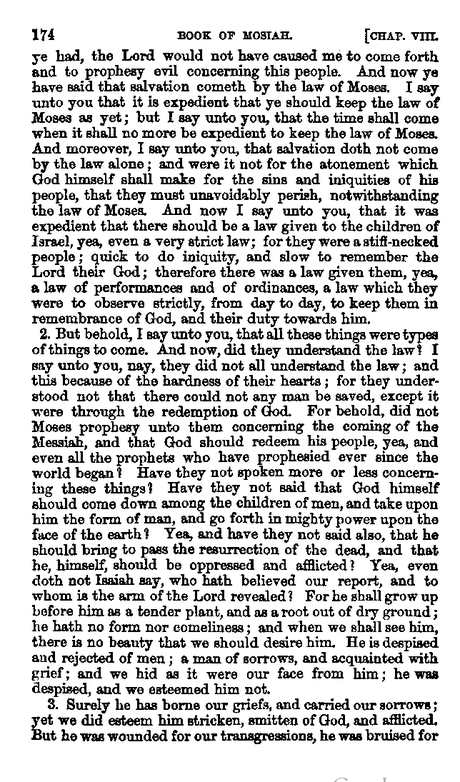 174 BOOK OF MOSIAH. [CHAP. VIII.
ye had, the Lord would not have caused me to come forth
and to prophesy evil concerning this people. And now ye
have said that salvation cometh by the law of Moses. I say
unto you that it is expedient that ye should keep the law of
Moses as yet; but I say unto you, that the time shall come
when it shall no more be expedient to keep the law of Moses.
And moreover, I say unto you, that salvation doth not come
by the law alone; and were it not for the atonement which
God himself shall make for the sins and iniquities of his
people, that they must unavoidably perish, notwithstanding
the law of Moses. And now I say unto you, that it was
expedient that there should be a law given to the children of
Israel, yea, even a very strict law; for they were a stiff-necked
people; quick to do iniquity, and slow to remember the
Lord their God; therefore there was a law given them, yea,
a law of performances and of ordinances, a law which they
were to observe strictly, from day to day, to keep them in
remembrance of God, and their duty towards him.
2. But behold, I say unto you, that all these things were types
of things to come. And now, did they understand the law? I
say unto you, nay, they did not all understand the law; and
this because of the hardness of their hearts; for they under-
stood not that there could not any man be saved, except it
were through the redemption of God. For behold, did not
Moses prophesy unto them concerning the coming of the
Messiah, and that God should redeem his people, yea, and
even all the prophets who have prophesied ever since the
world began? Have they not spoken more or less concern-
ing these things? Have they not said that God himself
should come down among the children of men, and take upon
him the form of man, and go forth in mighty power upon the
face of the earth? Yea, and have they not said also, that he
should bring to pass the resurrection of the dead, and that
he, himself, should be oppressed and afflicted? Yea, even
doth not Isaiah say, who hath believed our report, and to
whom is the arm of the Lord revealed? For he shall grow up
before him as a tender plant, and as a root out of dry ground;
he hath no form nor comeliness; and when we shall see him,
there is no beauty that we should desire him. He is despised
and rejected of men; a man of sorrows, and acquainted with
grief; and we hid as it were our face from him; he was
despised, and we esteemed him not.
3. Surely he has borne our griefs, and carried our sorrows;
yet we did esteem him stricken, smitten of God, and afflicted.
But he was wounded for our transgressions, he was bruised for